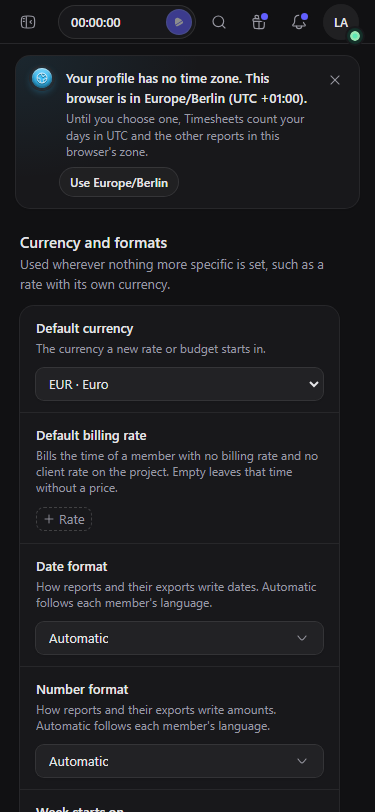 00:00:00
LA
Your profile has no time zone. This
browser is in Europe/Berlin (UTC +01:00).
Until you choose one, Timesheets count your
days in UTC and the other reports in this
browser's zone.
Use Europe/Berlin
Currency and formats
Used wherever nothing more specific is set, such as a
rate with its own currency.
Default currency
The currency a new rate or budget starts in.
EUR · Euro
Default billing rate
Bills the time of a member with no billing rate and no
client rate on the project. Empty leaves that time
without a price.
+ Rate
Date format
How reports and their exports write dates. Automatic
follows each member's language.
Automatic
Number format
How reports and their exports write amounts.
Automatic follows each member's language.
Automatic
Week starts on